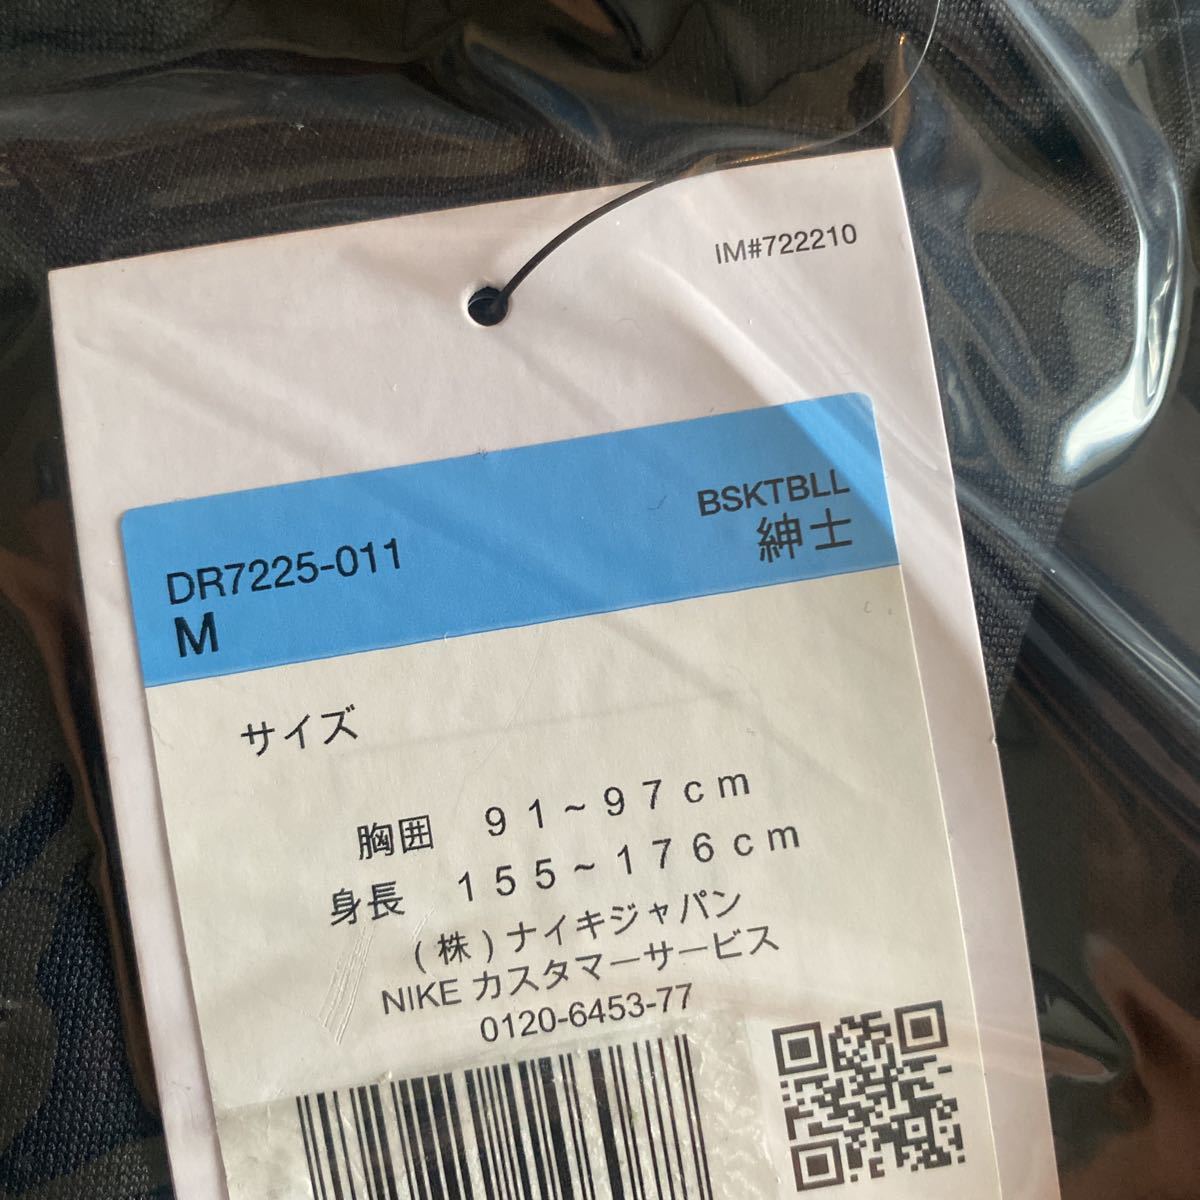 IM#722210
BSKTBLL
紳士
DR7225-011
M
サイズ
胸囲 91~97cm
身長 155~176cm
(株)ナイキジャパン
NIKE カスタマーサービス
0120-6453-77